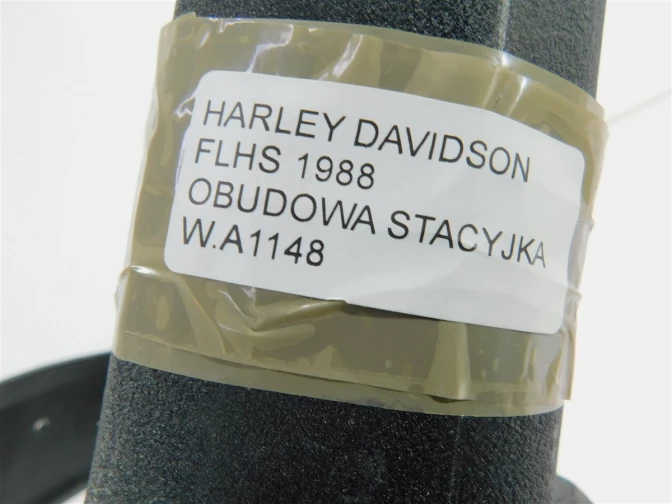 HARLEY DAVIDSON
FLHS 1988
OBUDOWA STACYJKA
W.A1148